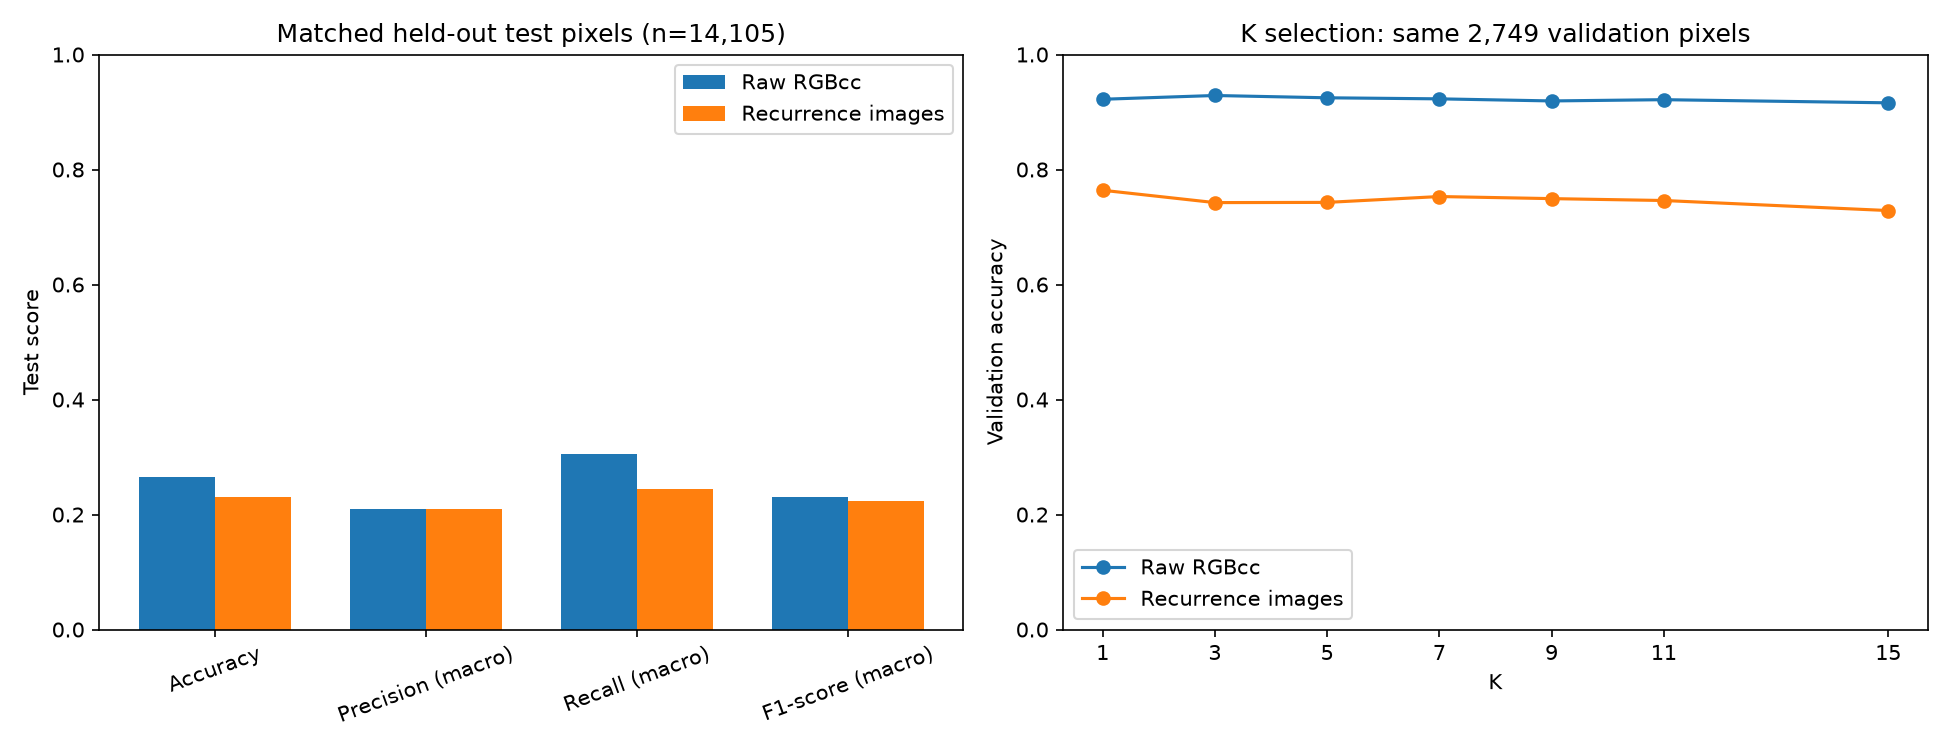 Matched held-out test pixels (n=14,105)
Raw RGBcc
Recurrence images
Test score
1.0
0.8
0.6
0.4
0.2
0.0
Accuracy
Precision (macro)
Recall (macro)
F1-score (macro)
K selection: same 2,749 validation pixels
Validation accuracy
1.0
0.8
0.6
0.4
0.2
0.0
Raw RGBcc
Recurrence images
1 3 5 7 9 11 15
K